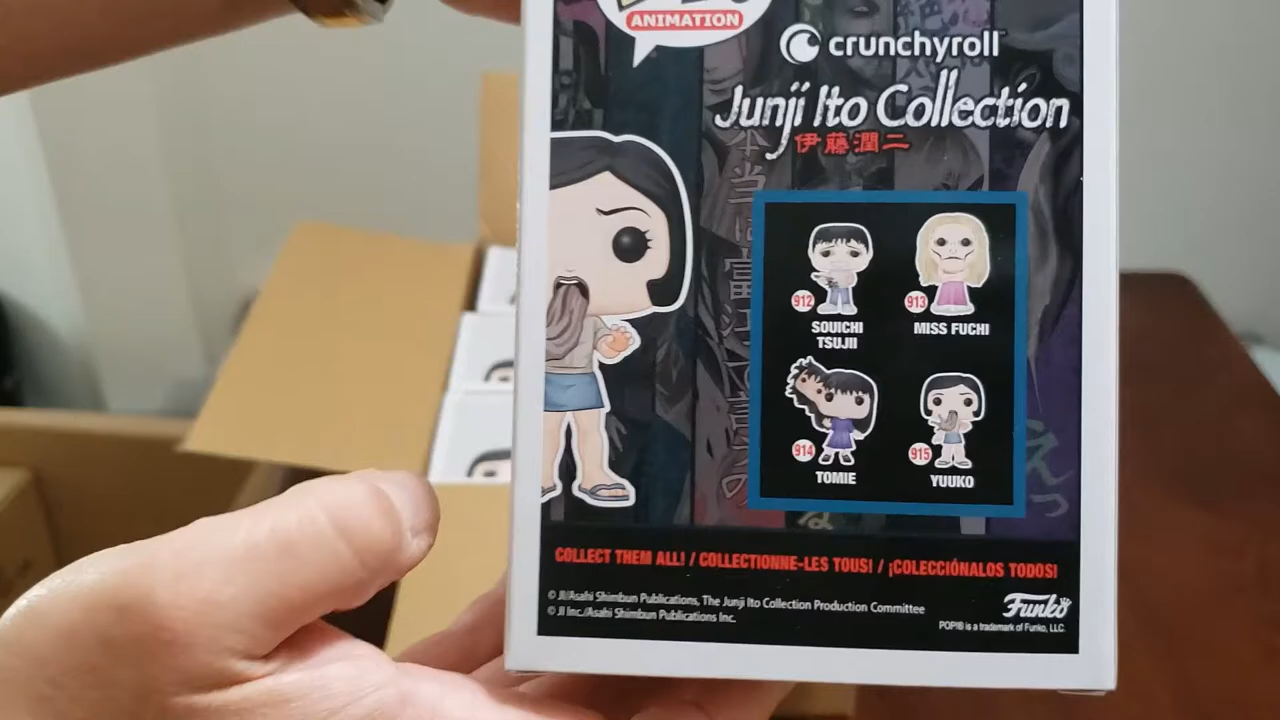 ANIMATION
crunchyroll
Junji Ito Collection
伊藤潤二
912
SOUICHI
TSUJII
913
MISS FUCHI
914
TOMIE
915
YUUKO
COLLECT THEM ALL! / COLLECTIONNE-LES TOUS! / ¡COLECCIÓNALOS TODOS!
© JI/Asahi Shimbun Publications, The Junji Ito Collection Production Committee
© JI Inc./Asahi Shimbun Publications Inc.
Funko
POP!® is a trademark of Funko, LLC.